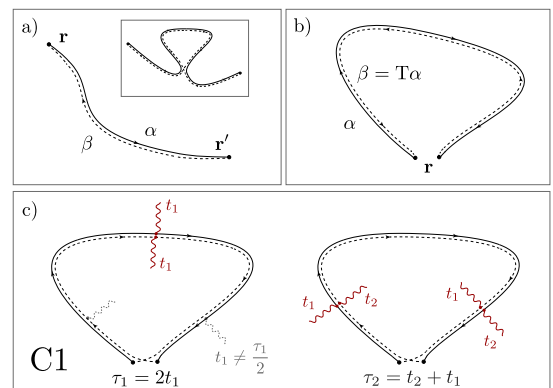 a)
r
α
β
r′
b)
β = Tα
α
r
c)
t₁
t₁
t₁ ≠ τ₁/2
C1
τ₁ = 2t₁
t₁
t₂
t₁
t₂
τ₂ = t₂ + t₁